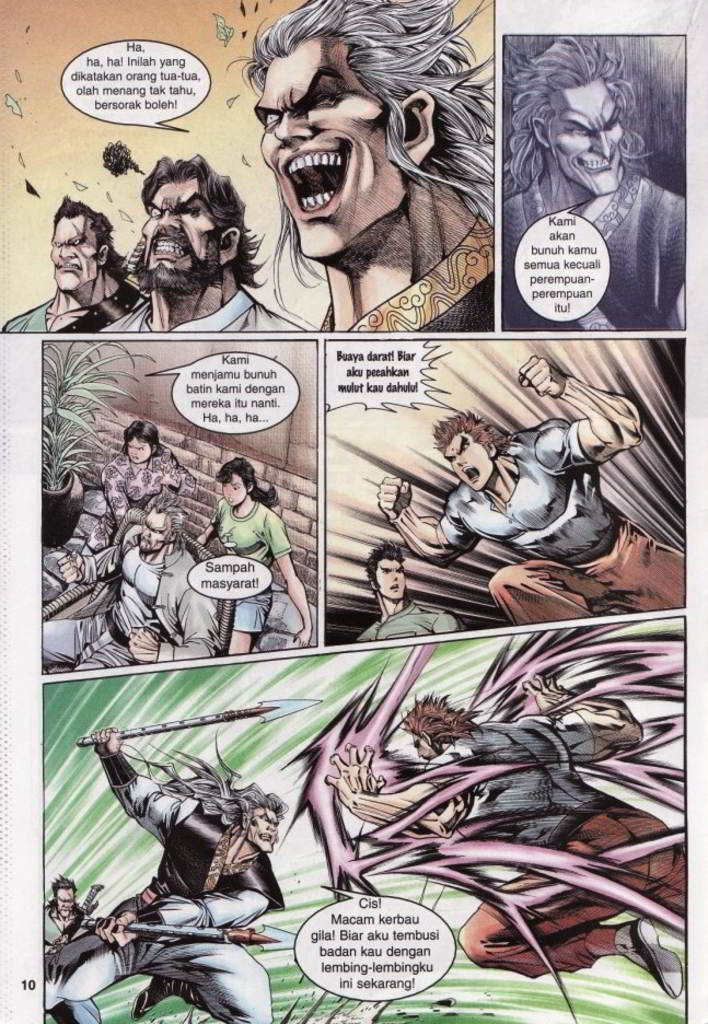 Ha,
ha, ha! Inilah yang
dikatakan orang tua-tua,
olah menang tak tahu,
bersorak boleh!
Kami
akan
bunuh kamu
semua kecuali
perempuan-
perempuan
itu!
Kami
menjamu bunuh
batin kami dengan
mereka itu nanti.
Ha, ha, ha...
Sampah
masyarat!
Buaya darat! Biar
aku pecahkan
mulut kau dahulu!
Cis!
Macam kerbau
gila! Biar aku tembusi
badan kau dengan
lembing-lembingku
ini sekarang!
10